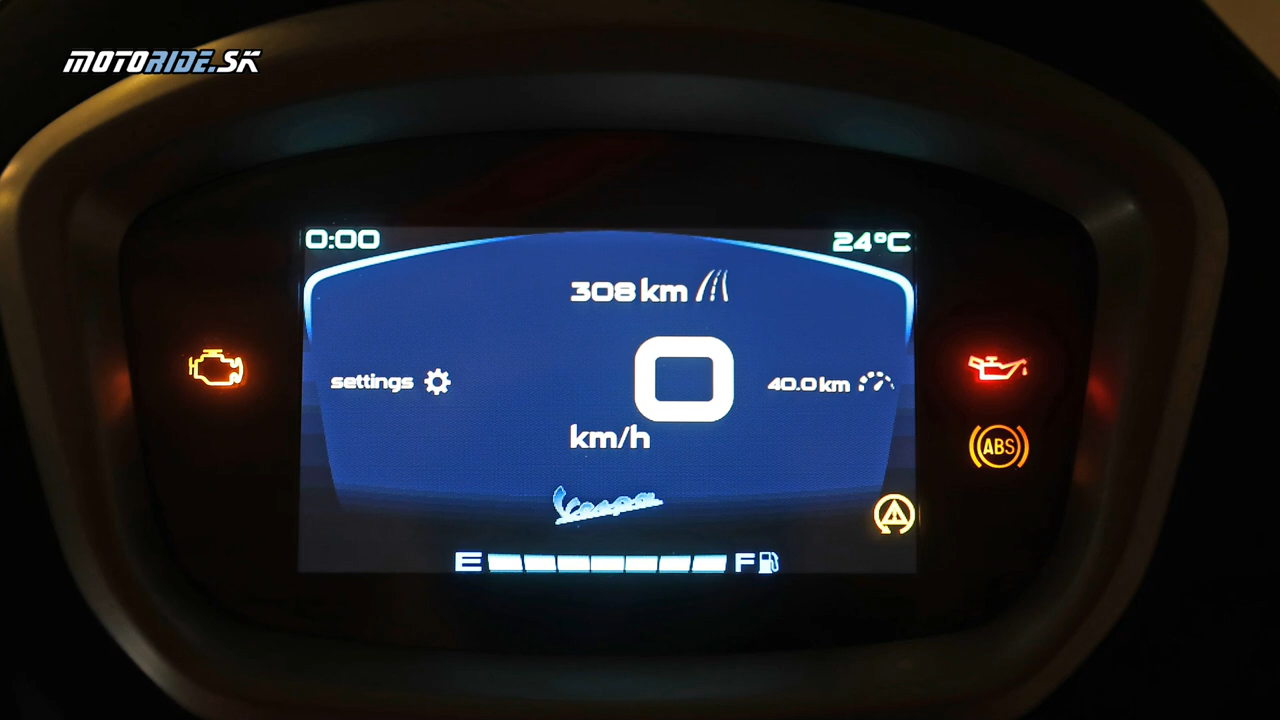 MOTORIDE.SK
0:00
24°C
308 km
settings
0
40.0 km
km/h
ABS
Vespa
E
F